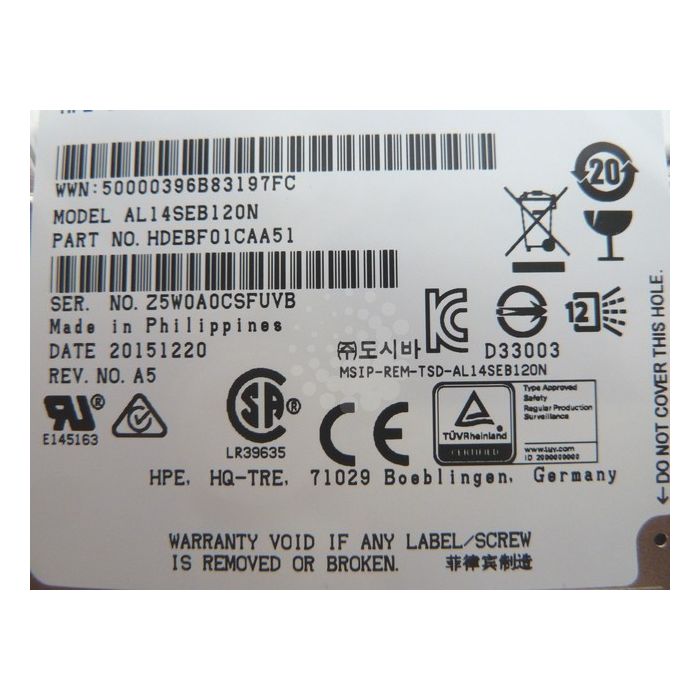 WWN:50000396B83197FC
MODEL AL14SEB120N
PART NO. HDEBF01CAA51
20
SER. NO. Z5W0A0CSFUVB
Made in Philippines
DATE 20151220
REV. NO. A5
12
㈜도시바 D33003
MSIP-REM-TSD-AL14SEB120N
E145163
LR39635
TÜVRheinland
CERTIFIED
Type Approved
Safety
Regular Production
Surveillance
www.tuv.com
ID 2000000000
HPE, HQ-TRE, 71029 Boeblingen, Germany
DO NOT COVER THIS HOLE.
WARRANTY VOID IF ANY LABEL/SCREW
IS REMOVED OR BROKEN. 菲律宾制造